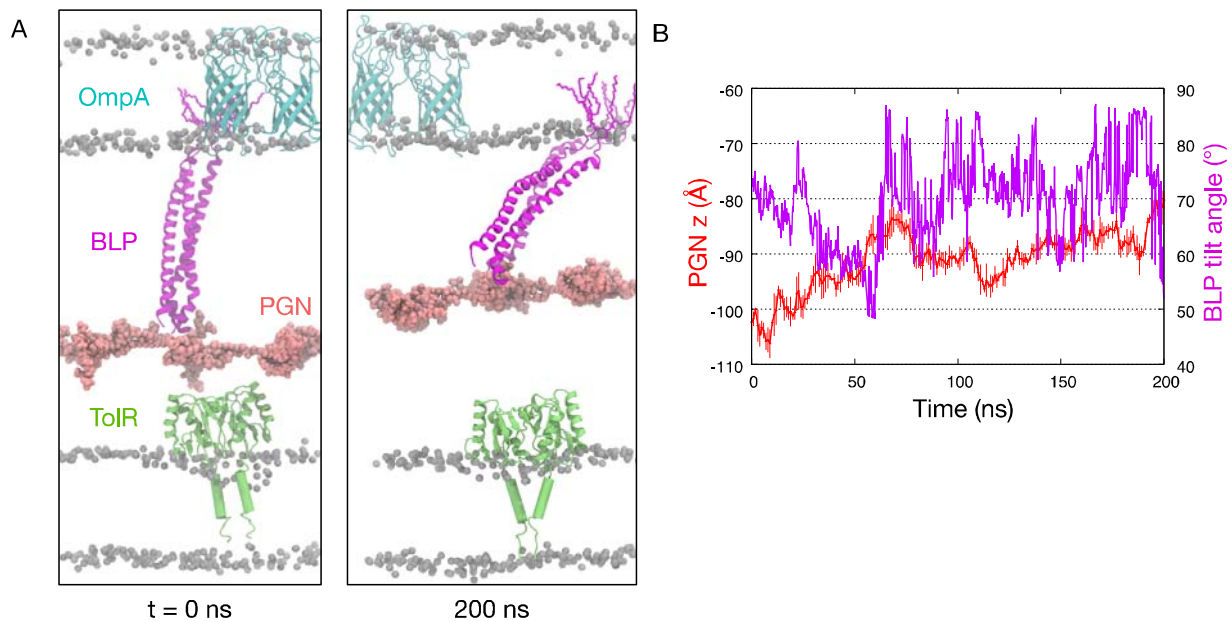 A
OmpA
BLP
PGN
TolR
t = 0 ns
200 ns
B
-60
-70
-80
-90
-100
-110
PGN z (Å)
90
80
70
60
50
40
BLP tilt angle (°)
0
50
100
150
200
Time (ns)